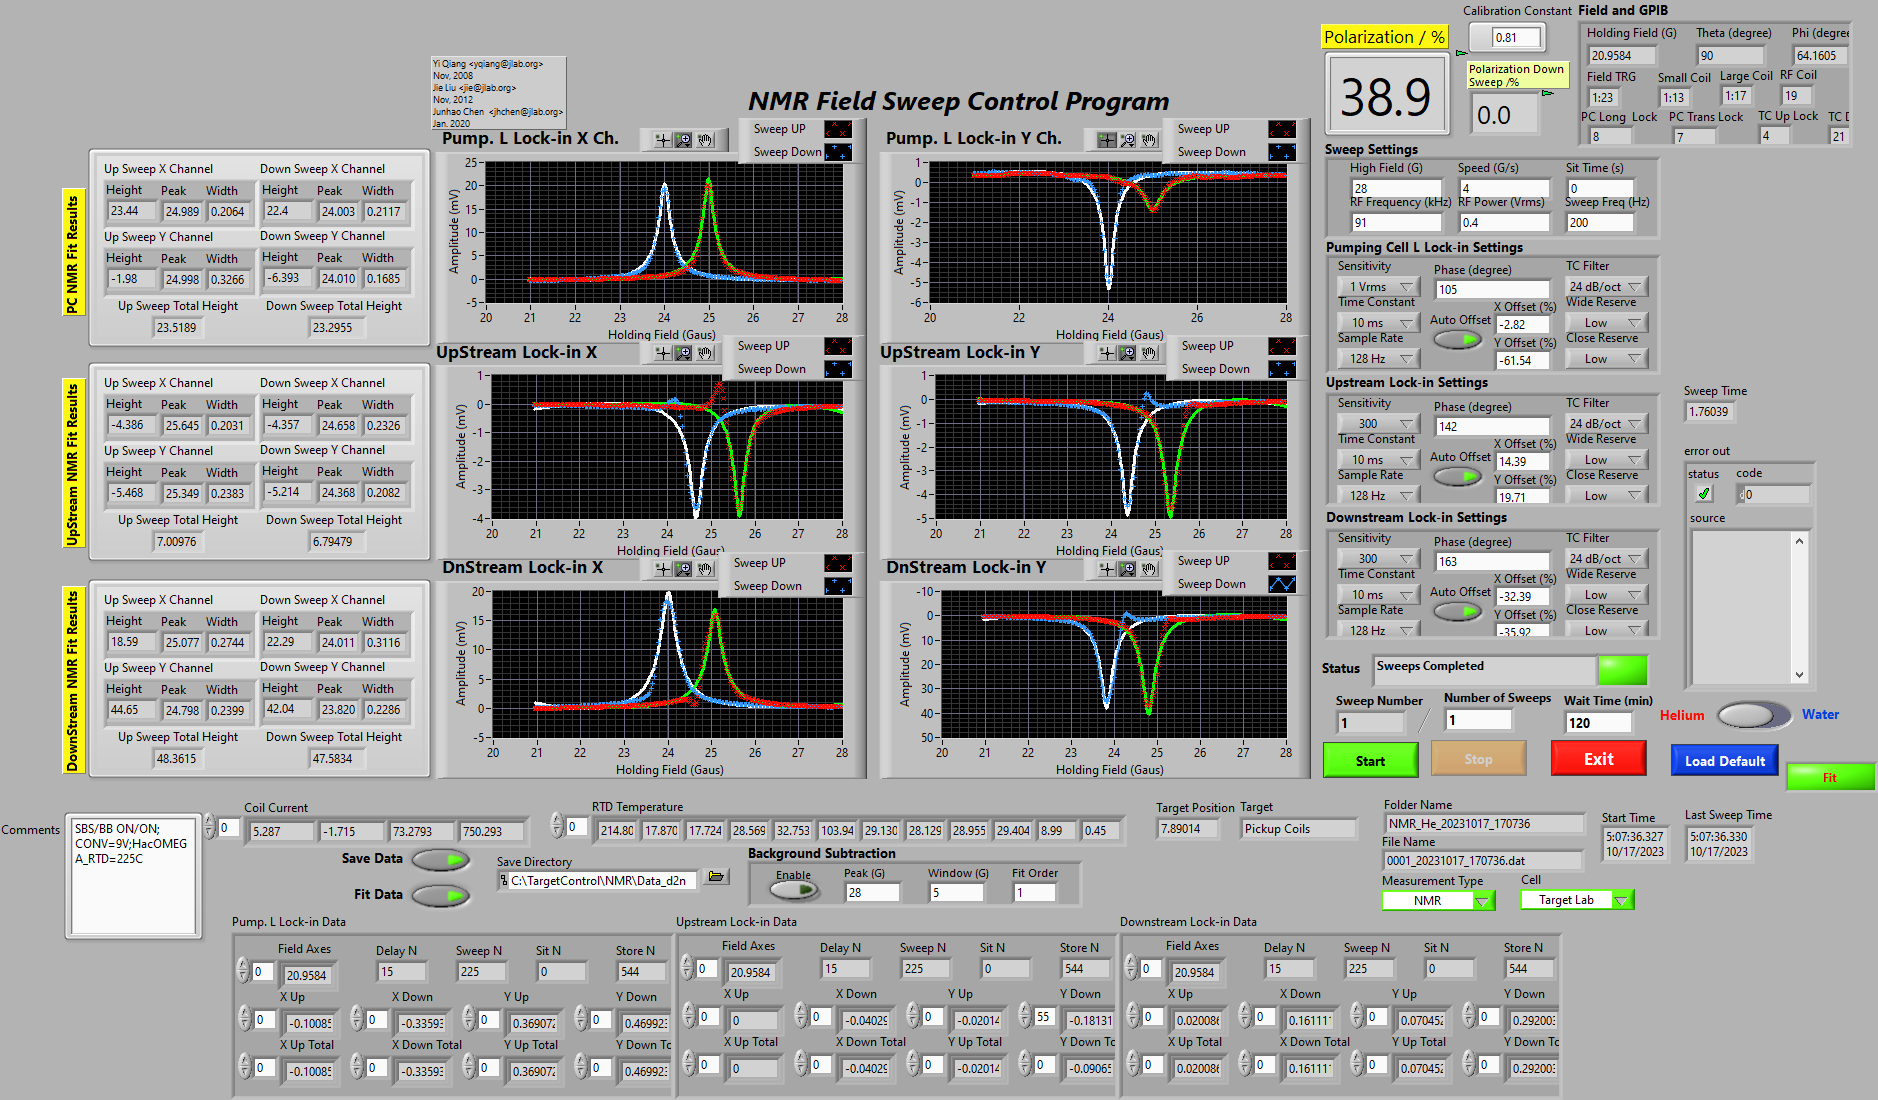 Calibration Constant
Field and GPIB
Polarization / %
0.81
38.9
Polarization Down
Sweep /%
0.0
Holding Field (G)
Theta (degree)
Phi (degree
20.9584
90
64.1605
Field TRG
Small Coil
Large Coil
RF Coil
1:23
1:13
1:17
19
PC Long Lock
PC Trans Lock
TC Up Lock
8
7
4
21
Yi Qiang <yqiang@jlab.org>
Nov, 2008
Jie Liu <jie@jlab.org>
Nov, 2012
Junhao Chen <jhchen@jlab.org>
Jan. 2020
NMR Field Sweep Control Program
PC NMR Fit Results
Up Sweep X Channel
Down Sweep X Channel
Height Peak Width
Height Peak Width
23.44 24.989 0.2064
22.4 24.003 0.2117
Up Sweep Y Channel
Down Sweep Y Channel
Height Peak Width
Height Peak Width
-1.98 24.998 0.3266
-6.393 24.010 0.1685
Up Sweep Total Height
Down Sweep Total Height
23.5189
23.2955
UpStream NMR Fit Results
Up Sweep X Channel
Down Sweep X Channel
Height Peak Width
Height Peak Width
-4.386 25.645 0.2031
-4.357 24.658 0.2326
Up Sweep Y Channel
Down Sweep Y Channel
Height Peak Width
Height Peak Width
-5.468 25.349 0.2383
-5.214 24.368 0.2082
Up Sweep Total Height
Down Sweep Total Height
7.00976
6.79479
DownStream NMR Fit Results
Up Sweep X Channel
Down Sweep X Channel
Height Peak Width
Height Peak Width
18.59 25.077 0.2744
22.29 24.011 0.3116
Up Sweep Y Channel
Down Sweep Y Channel
Height Peak Width
Height Peak Width
44.65 24.798 0.2399
42.04 23.820 0.2286
Up Sweep Total Height
Down Sweep Total Height
48.3615
47.5834
Pump. L Lock-in X Ch.
Sweep UP
Sweep Down
Amplitude (mV)
25
20
15
10
5
0
-5
20 21 22 23 24 25 26 27 28
Holding Field (Gaus)
Pump. L Lock-in Y Ch.
Sweep UP
Sweep Down
Amplitude (mV)
1
0
-1
-2
-3
-4
-5
-6
20 22 24 26 28
Holding Field (Gaus)
UpStream Lock-in X
Sweep UP
Sweep Down
Amplitude (mV)
1
0
-1
-2
-3
-4
20 21 22 23 24 25 26 27 28
Holding Field (Gaus)
UpStream Lock-in Y
Sweep UP
Sweep Down
Amplitude (mV)
1
0
-1
-2
-3
-4
-5
20 21 22 23 24 25 26 27 28
Holding Field (Gaus)
DnStream Lock-in X
Sweep UP
Sweep Down
Amplitude (mV)
20
15
10
5
0
-5
20 21 22 23 24 25 26 27 28
Holding Field (Gaus)
DnStream Lock-in Y
Sweep UP
Sweep Down
Amplitude (mV)
-10
0
10
20
30
40
50
20 21 22 23 24 25 26 27 28
Holding Field (Gaus)
Sweep Settings
High Field (G)
Speed (G/s)
Sit Time (s)
28
4
0
RF Frequency (kHz)
RF Power (Vrms)
Sweep Freq (Hz)
91
0.4
200
Pumping Cell L Lock-in Settings
Sensitivity
Phase (degree)
TC Filter
1 Vrms
105
24 dB/oct
Time Constant
X Offset (%)
Wide Reserve
10 ms
Auto Offset
-2.82
Low
Sample Rate
Y Offset (%)
Close Reserve
128 Hz
-61.54
Low
Upstream Lock-in Settings
Sensitivity
Phase (degree)
TC Filter
300
142
24 dB/oct
Time Constant
X Offset (%)
Wide Reserve
10 ms
Auto Offset
14.39
Low
Sample Rate
Y Offset (%)
Close Reserve
128 Hz
19.71
Low
Downstream Lock-in Settings
Sensitivity
Phase (degree)
TC Filter
300
163
24 dB/oct
Time Constant
X Offset (%)
Wide Reserve
10 ms
Auto Offset
-32.39
Low
Sample Rate
Y Offset (%)
Close Reserve
128 Hz
-35.92
Low
Sweep Time
1.76039
error out
status
code
0
source
Status
Sweeps Completed
Sweep Number
Number of Sweeps
Wait Time (min)
1
/
1
120
Helium
Water
Start
Stop
Exit
Load Default
Fit
Comments
SBS/BB ON/ON;
CONV=9V;HacOMEG
A_RTD=225C
Coil Current
0
5.287
-1.715
73.2793
750.293
RTD Temperature
0
214.80 17.870 17.724 28.569 32.753 103.94 29.130 28.129 28.955 29.404 8.99 0.45
Target Position
7.89014
Target
Pickup Coils
Folder Name
NMR_He_20231017_170736
File Name
0001_20231017_170736.dat
Start Time
5:07:36.327
10/17/2023
Last Sweep Time
5:07:36.330
10/17/2023
Measurement Type
NMR
Cell
Target Lab
Save Data
Fit Data
Save Directory
C:\TargetControl\NMR\Data_d2n
Background Subtraction
Enable
Peak (G)
Window (G)
Fit Order
28
5
1
Pump. L Lock-in Data
Field Axes Delay N Sweep N Sit N Store N
0 20.9584 15 225 0 544
X Up X Down Y Up Y Down
0 -0.10085 0 -0.33593 0 0.369072 0 0.469923
X Up Total X Down Total Y Up Total Y Down Tc
0 -0.10085 0 -0.33593 0 0.369072 0 0.469923
Upstream Lock-in Data
Field Axes Delay N Sweep N Sit N Store N
0 20.9584 15 225 0 544
X Up X Down Y Up Y Down
0 0 0 -0.04029 0 -0.02014 55 -0.18131
X Up Total X Down Total Y Up Total Y Down Tc
0 0 0 -0.04029 0 -0.02014 0 -0.09065
Downstream Lock-in Data
Field Axes Delay N Sweep N Sit N Store N
0 20.9584 15 225 0 544
X Up X Down Y Up Y Down
0 0.020086 0 0.161117 0 0.070452 0 0.292003
X Up Total X Down Total Y Up Total Y Down Tc
0 0.020086 0 0.161117 0 0.070452 0 0.292003